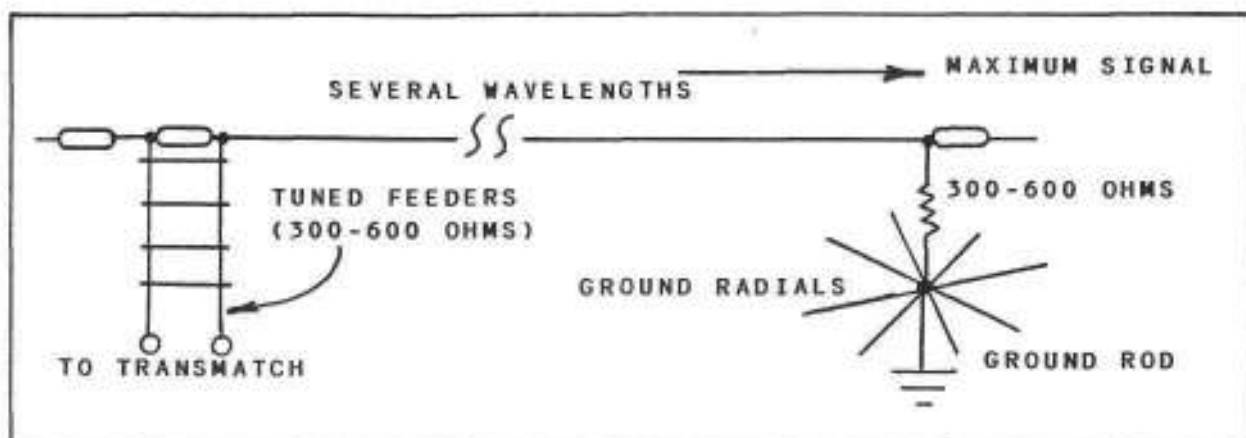 MAXIMUM SIGNAL
SEVERAL WAVELENGTHS
300-600 OHMS
TUNED FEEDERS
(300-600 OHMS)
GROUND RADIALS
GROUND ROD
TO TRANSMATCH